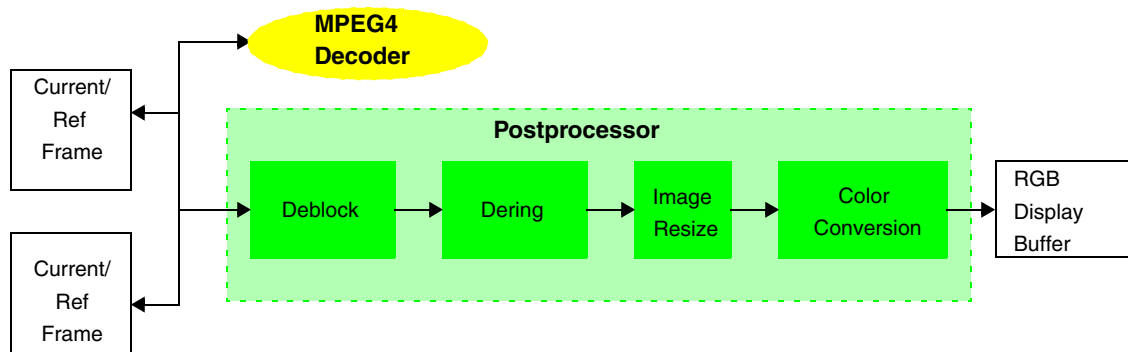 MPEG4
Decoder
Current/
Ref
Frame
Postprocessor
Deblock
Dering
Image
Resize
Color
Conversion
RGB
Display
Buffer
Current/
Ref
Frame